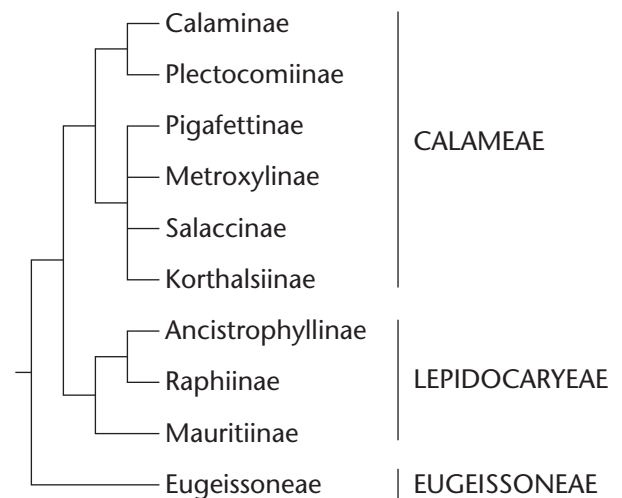 Calaminae
Plectocomiinae
Pigafettinae
Metroxylinae
Salaccinae
Korthalsiinae
CALAMEAE
Ancistrophyllinae
Raphiinae
Mauritiinae
LEPIDOCARYEAE
Eugeissoneae
EUGEISSONEAE